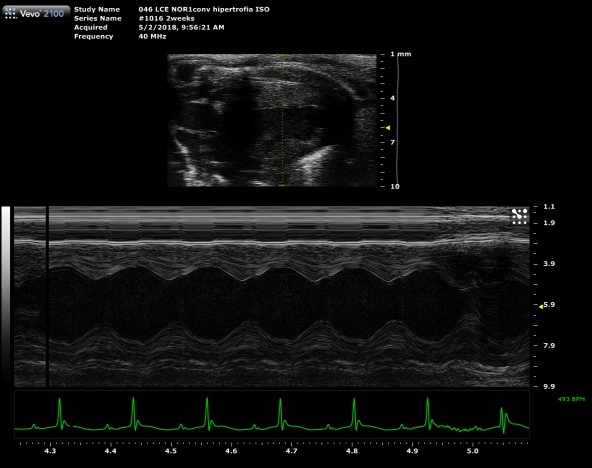 Vevo 2100
Study Name 046 LCE NOR1conv hipertrofia ISO
Series Name #1016 2weeks
Acquired 5/2/2018, 9:56:21 AM
Frequency 40 MHz
1 mm
4
7
10
1.1
1.9
3.9
5.9
7.9
9.9
493 BPM
4.3 4.4 4.5 4.6 4.7 4.8 4.9 5.0